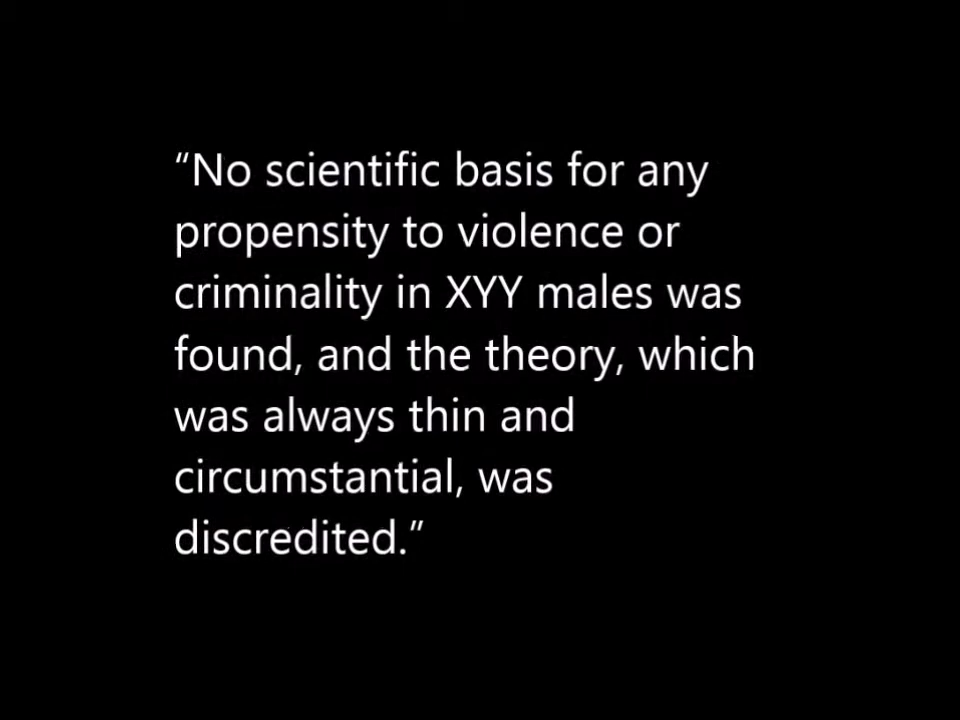 “No scientific basis for any
propensity to violence or
criminality in XYY males was
found, and the theory, which
was always thin and
circumstantial, was
discredited.”